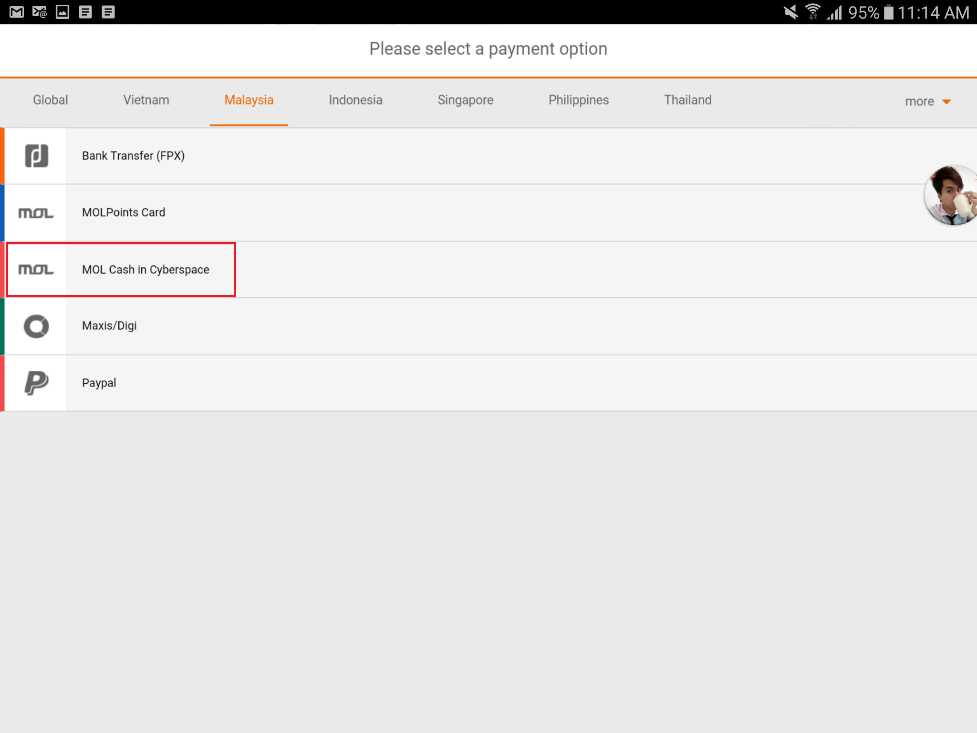 95% 11:14 AM
Please select a payment option
Global Vietnam Malaysia Indonesia Singapore Philippines Thailand more
Bank Transfer (FPX)
mol MOLPoints Card
mol MOL Cash in Cyberspace
Maxis/Digi
Paypal